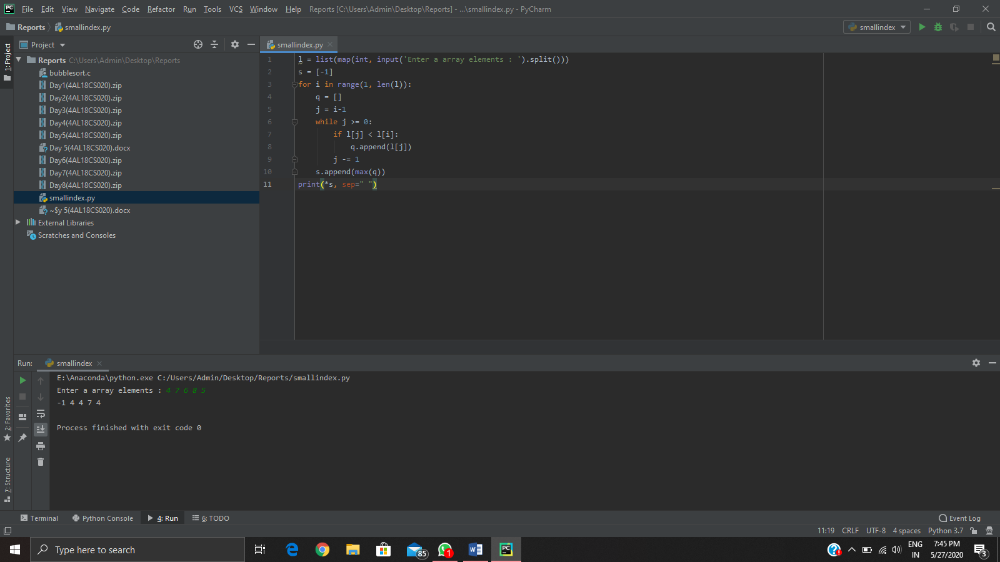 PC File Edit View Navigate Code Refactor Run Tools VCS Window Help Reports [C:\Users\Admin\Desktop\Reports] - ...\smallindex.py - PyCharm
Reports smallindex.py smallindex
1: Project
Project
smallindex.py
Reports C:\Users\Admin\Desktop\Reports
bubblesort.c
Day1(4AL18CS020).zip
Day2(4AL18CS020).zip
Day3(4AL18CS020).zip
Day4(4AL18CS020).zip
Day5(4AL18CS020).zip
Day 5(4AL18CS020).docx
Day6(4AL18CS020).zip
Day7(4AL18CS020).zip
Day8(4AL18CS020).zip
smallindex.py
~$y 5(4AL18CS020).docx
External Libraries
Scratches and Consoles
1 l = list(map(int, input('Enter a array elements : ').split()))
2 s = [-1]
3 for i in range(1, len(l)):
4 q = []
5 j = i-1
6 while j >= 0:
7 if l[j] < l[i]:
8 q.append(l[j])
9 j -= 1
10 s.append(max(q))
11 print(*s, sep=" ")
Run: smallindex
E:\Anaconda\python.exe C:/Users/Admin/Desktop/Reports/smallindex.py
Enter a array elements : 4 7 6 8 5
-1 4 4 7 4
Process finished with exit code 0
2: Favorites
7: Structure
Terminal Python Console 4: Run 6: TODO Event Log
11:19 CRLF UTF-8 4 spaces Python 3.7
Type here to search
85
1
PC
ENG
IN
7:45 PM
5/27/2020
3